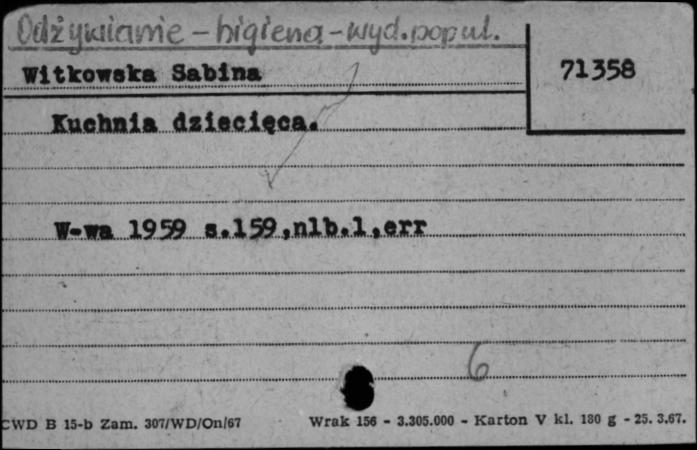 Odżywianie - higiena - wyd. popul.
Witkowska Sabina
71358
Kuchnia dziecięca.
W-wa 1959 s.159,nlb.1,err
6
CWD B 15-b Zam. 307/WD/On/67 Wrak 156 - 3.305.000 - Karton V kl. 180 g - 25. 3.67.